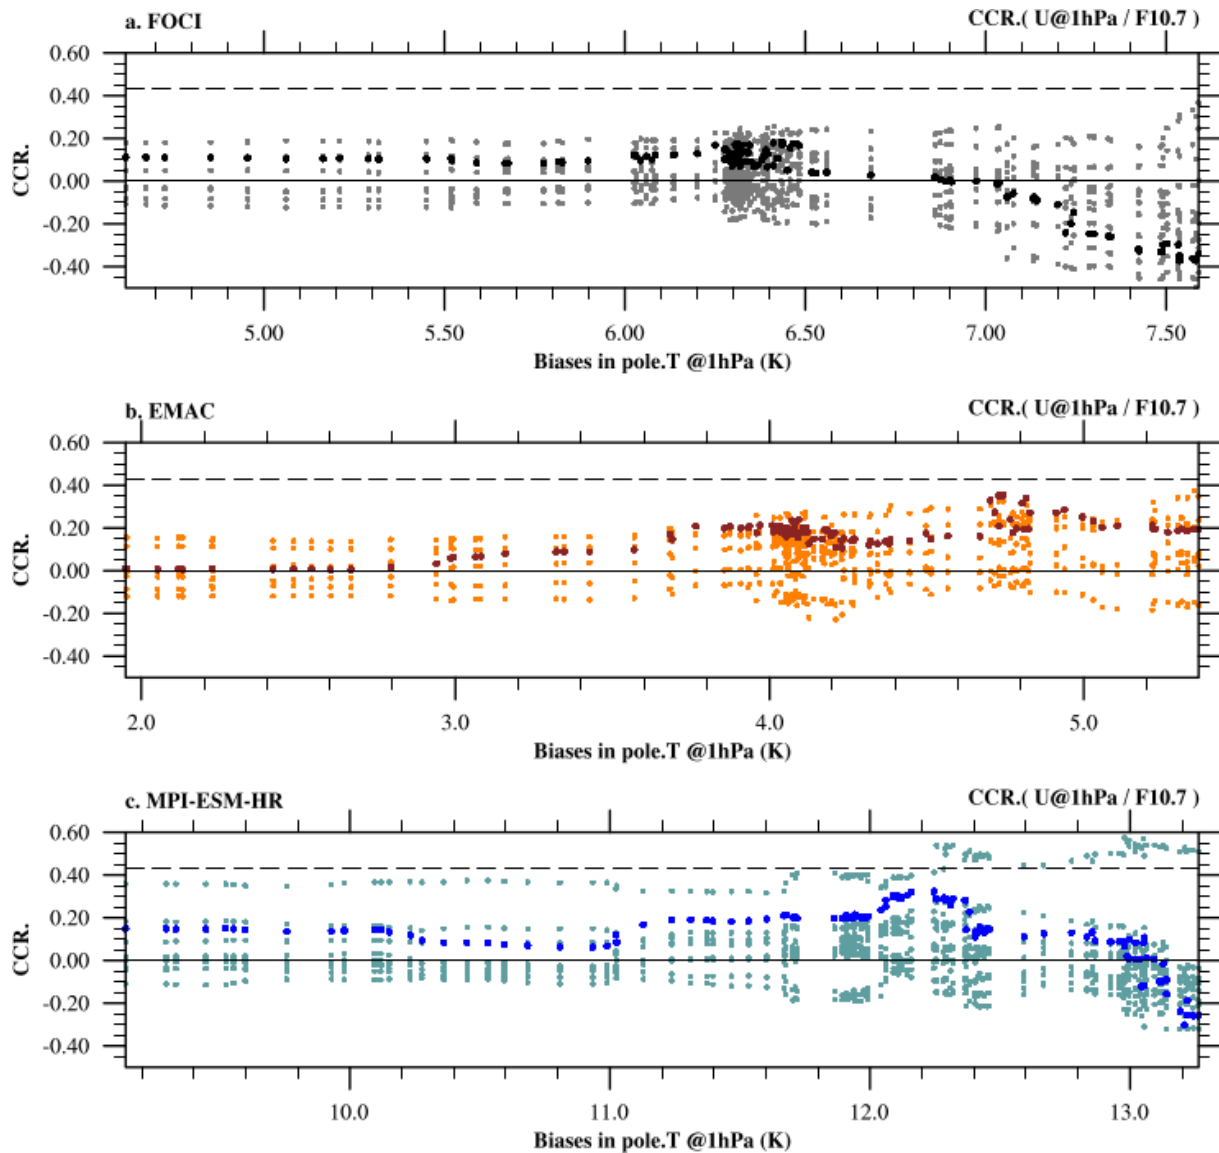 a. FOCI
CCR.( U@1hPa / F10.7 )
0.60
0.40
0.20
0.00
-0.20
-0.40
CCR.
5.00 5.50 6.00 6.50 7.00 7.50
Biases in pole.T @1hPa (K)
b. EMAC
CCR.( U@1hPa / F10.7 )
0.60
0.40
0.20
0.00
-0.20
-0.40
CCR.
2.0 3.0 4.0 5.0
Biases in pole.T @1hPa (K)
c. MPI-ESM-HR
CCR.( U@1hPa / F10.7 )
0.60
0.40
0.20
0.00
-0.20
-0.40
CCR.
10.0 11.0 12.0 13.0
Biases in pole.T @1hPa (K)